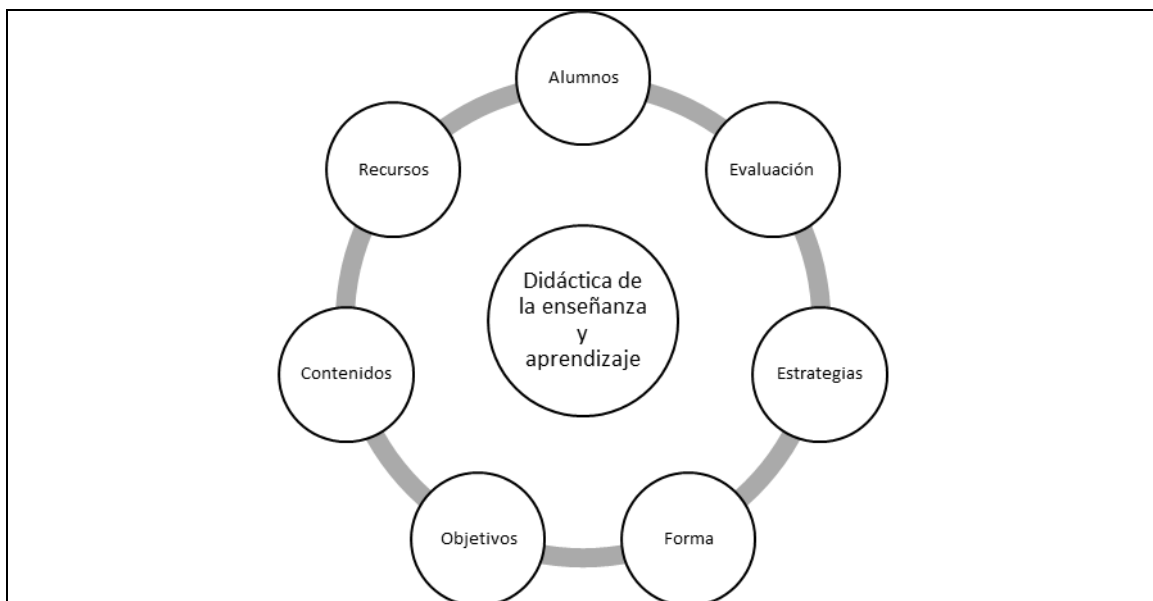 Alumnos
Recursos
Evaluación
Didáctica de
la enseñanza
y
aprendizaje
Contenidos
Estrategias
Objetivos
Forma